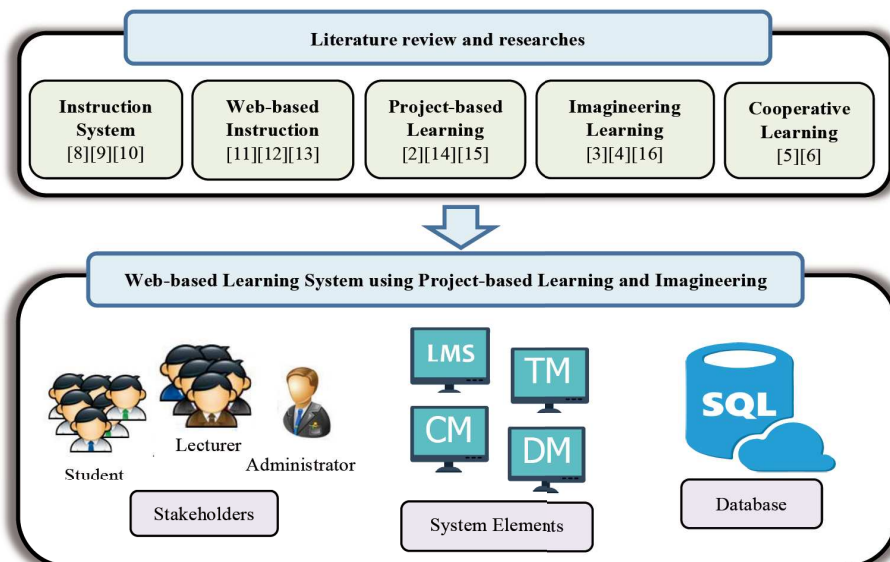 Literature review and researches
Instruction
System
[8][9][10]
Web-based
Instruction
[11][12][13]
Project-based
Learning
[2][14][15]
Imagineering
Learning
[3][4][16]
Cooperative
Learning
[5][6]
Web-based Learning System using Project-based Learning and Imagineering
Student
Lecturer
Administrator
Stakeholders
LMS
TM
CM
DM
System Elements
SQL
Database